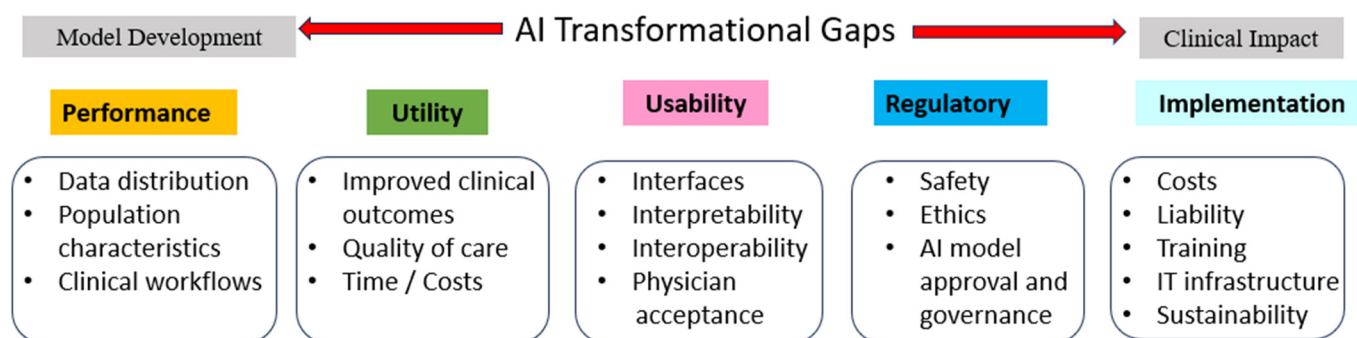 Model Development
AI Transformational Gaps
Clinical Impact
Performance
Utility
Usability
Regulatory
Implementation
• Data distribution
• Population
characteristics
• Clinical workflows
• Improved clinical
outcomes
• Quality of care
• Time / Costs
• Interfaces
• Interpretability
• Interoperability
• Physician
acceptance
• Safety
• Ethics
• AI model
approval and
governance
• Costs
• Liability
• Training
• IT infrastructure
• Sustainability